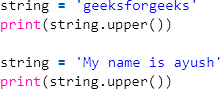 string = 'geeksforgeeks'
print(string.upper())
string = 'My name is ayush'
print(string.upper())